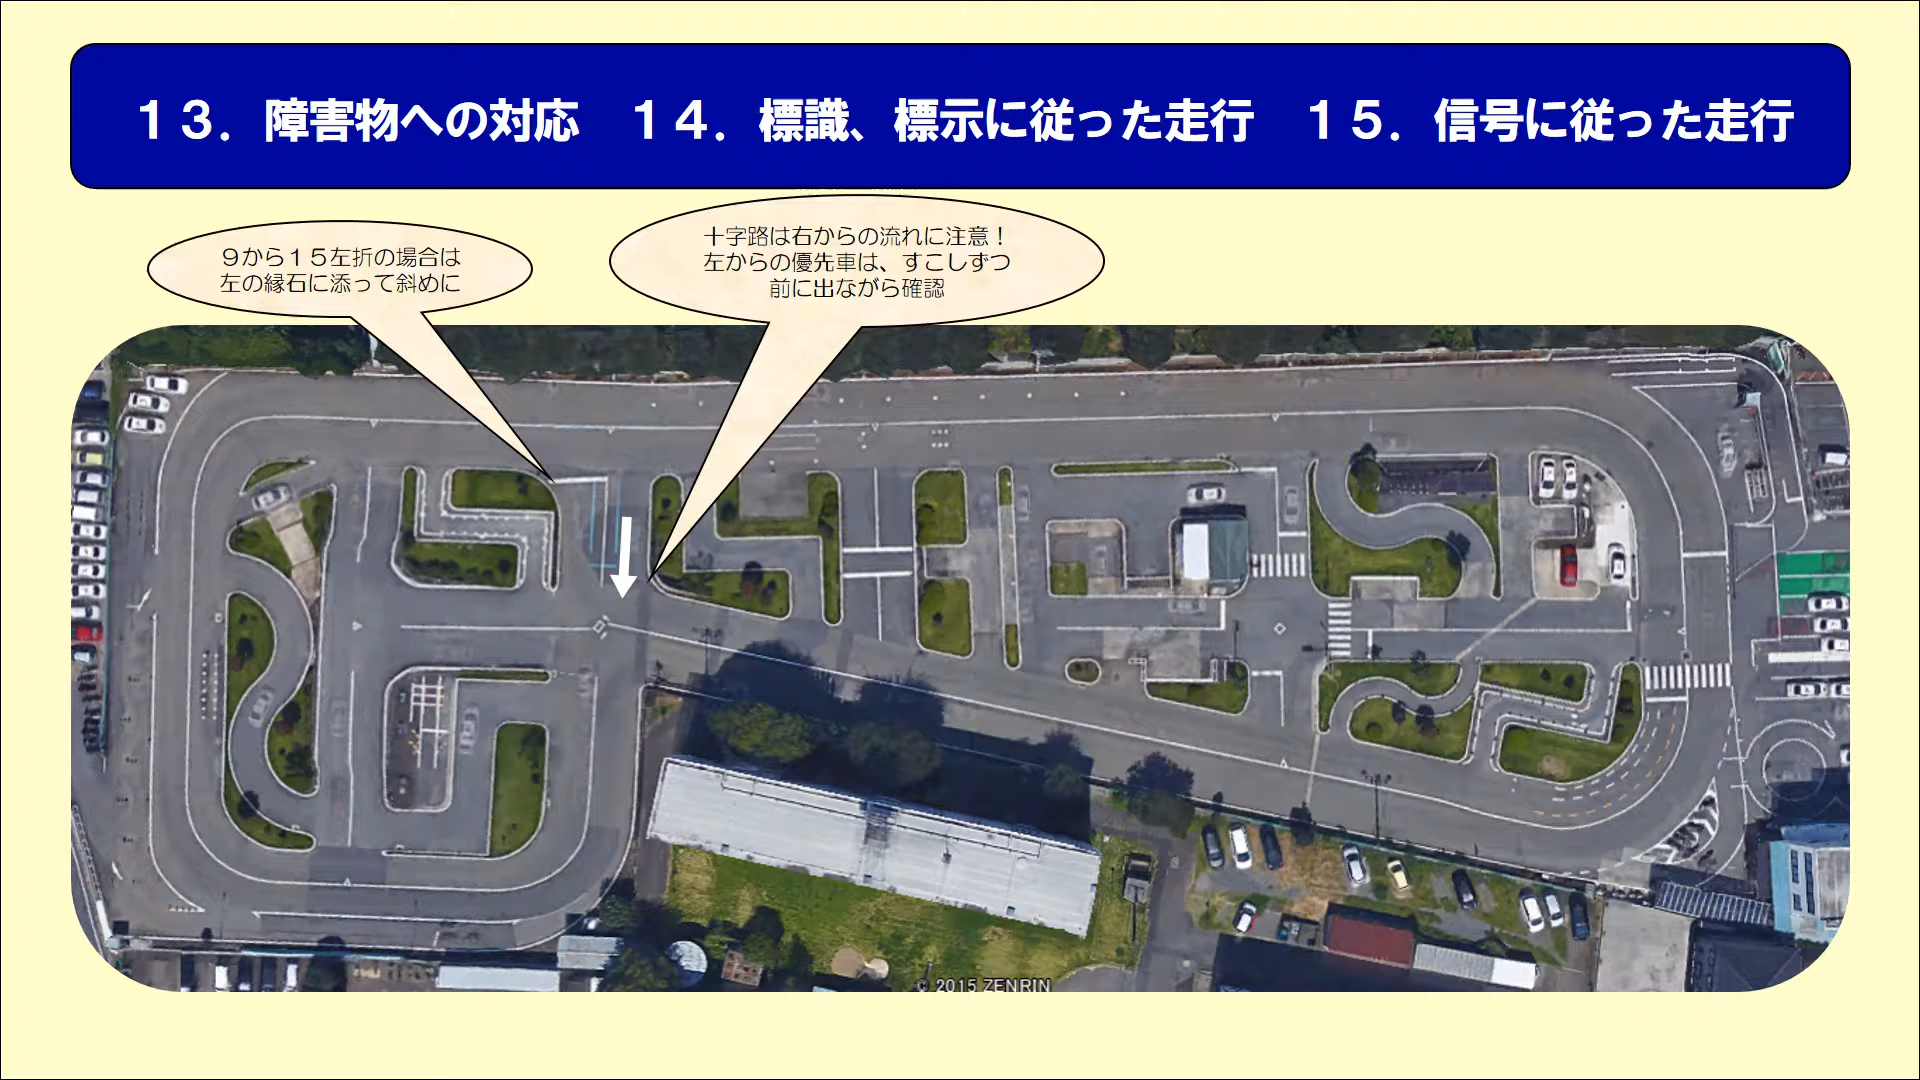 １３．障害物への対応　１４．標識、標示に従った走行　１５．信号に従った走行
９から１５左折の場合は
左の縁石に添って斜めに
十字路は右からの流れに注意！
左からの優先車は、すこしずつ
前に出ながら確認
© 2015 ZENRIN